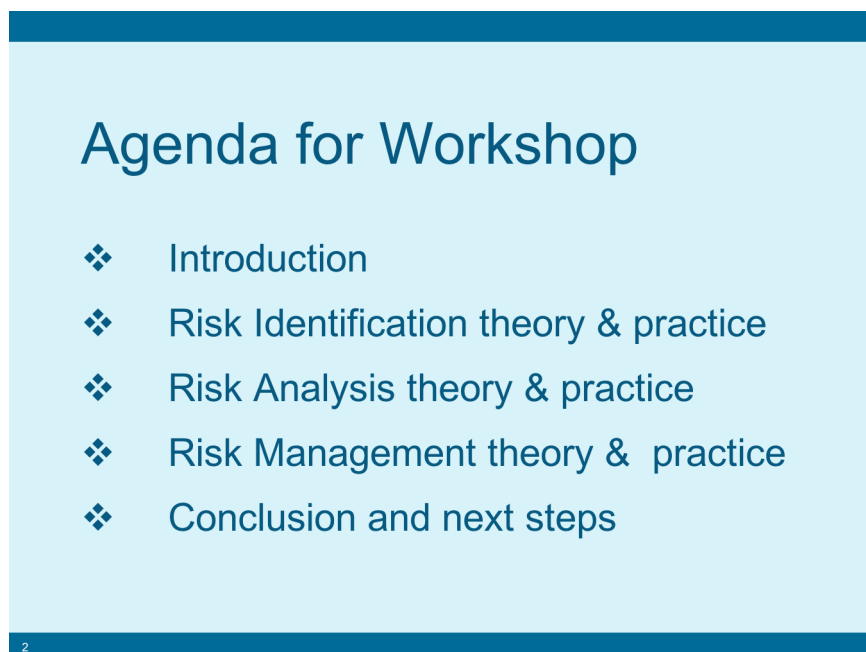 Agenda for Workshop
❖ Introduction
❖ Risk Identification theory & practice
❖ Risk Analysis theory & practice
❖ Risk Management theory &  practice
❖ Conclusion and next steps
2